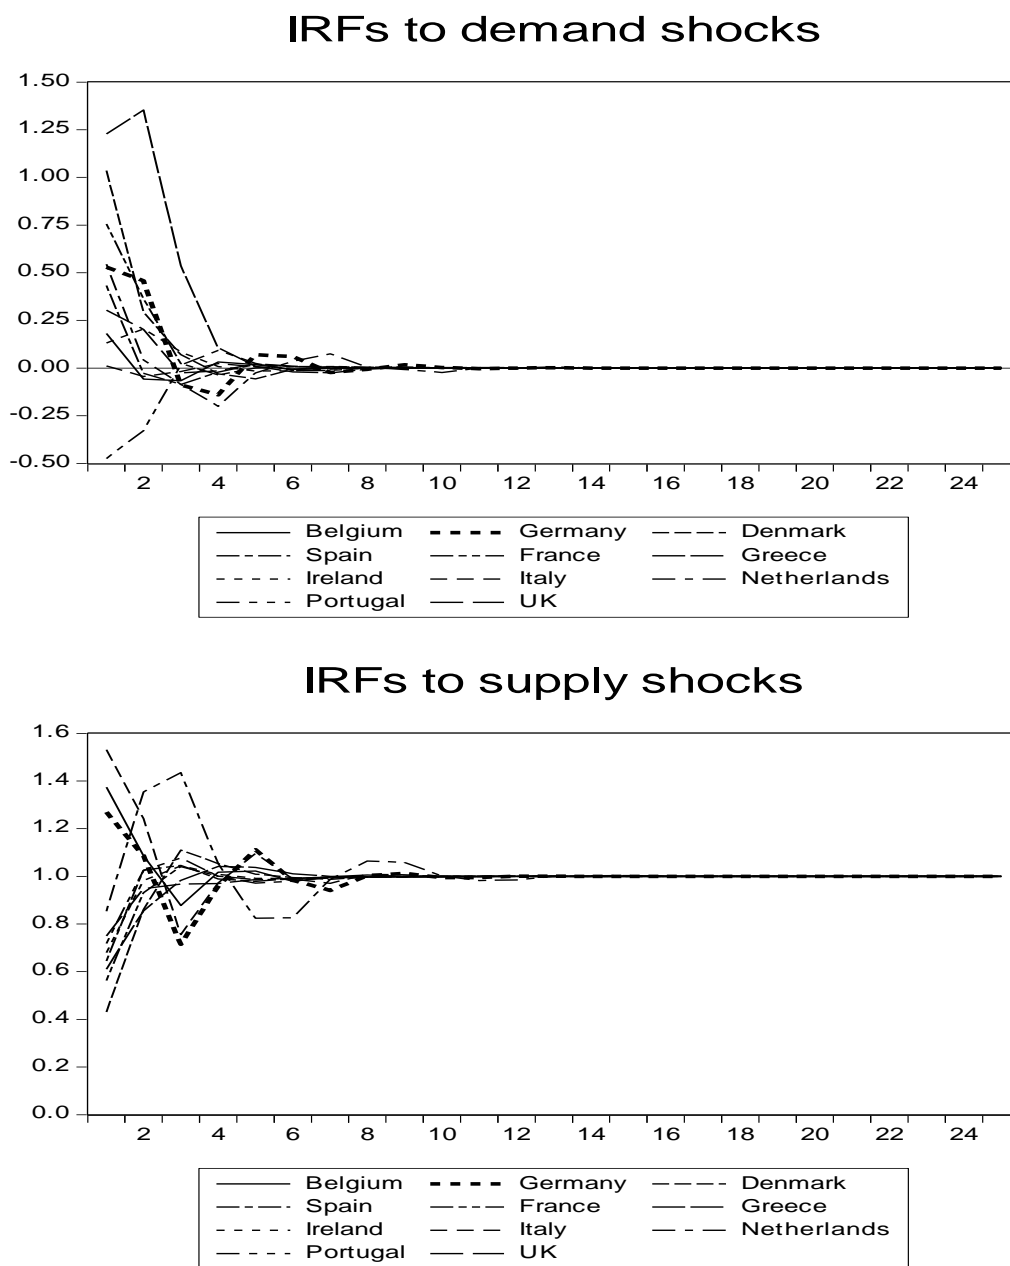 IRFs to demand shocks
1.50
1.25
1.00
0.75
0.50
0.25
0.00
-0.25
-0.50
2 4 6 8 10 12 14 16 18 20 22 24
Belgium Germany Denmark
Spain France Greece
Ireland Italy Netherlands
Portugal UK
IRFs to supply shocks
1.6
1.4
1.2
1.0
0.8
0.6
0.4
0.2
0.0
2 4 6 8 10 12 14 16 18 20 22 24
Belgium Germany Denmark
Spain France Greece
Ireland Italy Netherlands
Portugal UK